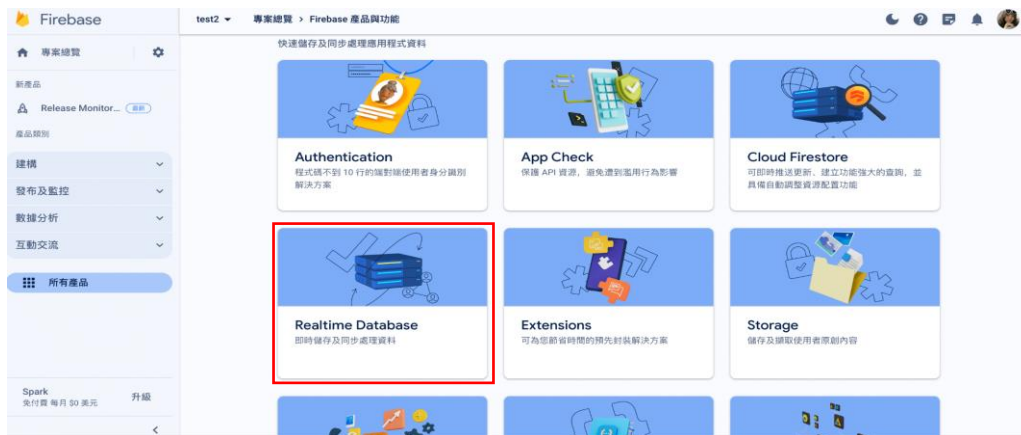 Firebase
test2
專案總覽 > Firebase 產品與功能
專案總覽
新產品
Release Monitor... 最新
產品類別
建構
發布及監控
數據分析
互動交流
所有產品
Spark
免付費 每月 $0 美元
升級
快速儲存及同步處理應用程式資料
Authentication
程式碼不到 10 行的端對端使用者身分識別
解決方案
App Check
保護 API 資源，避免遭到濫用行為影響
Cloud Firestore
可即時推送更新、建立功能強大的查詢，並
具備自動調整資源配置功能
Realtime Database
即時儲存及同步處理資料
Extensions
可為您節省時間的預先封裝解決方案
Storage
儲存及擷取使用者原創內容